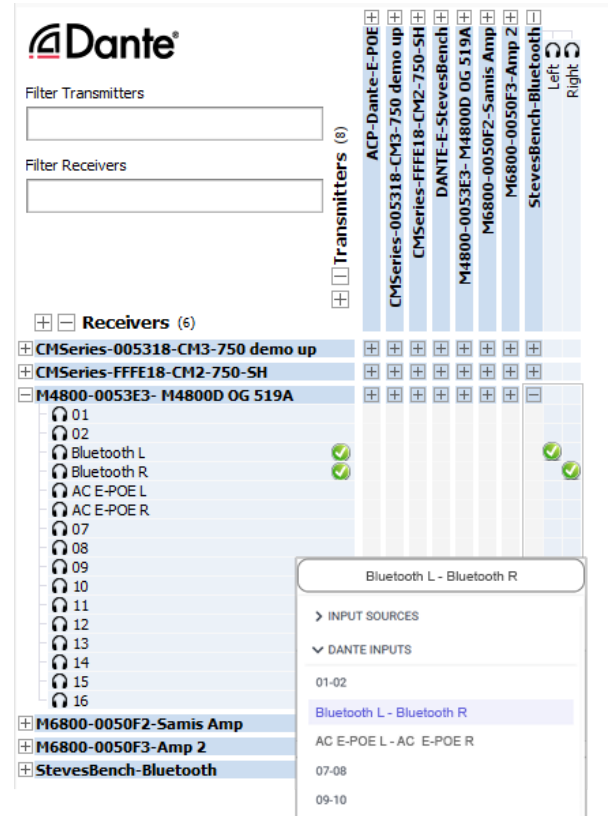 Dante®
Filter Transmitters
Filter Receivers
Transmitters (8)
ACP-Dante-E-POE
CMSeries-005318-CM3-750 demo up
CMSeries-FFFE18-CM2-750-SH
DANTE-E-StevesBench
M4800-0053E3- M4800D OG 519A
M6800-0050F2-Samis Amp
M6800-0050F3-Amp 2
StevesBench-Bluetooth
Left
Right
Receivers (6)
CMSeries-005318-CM3-750 demo up
CMSeries-FFFE18-CM2-750-SH
M4800-0053E3- M4800D OG 519A
01
02
Bluetooth L
Bluetooth R
AC E-POE L
AC E-POE R
07
08
09
10
11
12
13
14
15
16
M6800-0050F2-Samis Amp
M6800-0050F3-Amp 2
StevesBench-Bluetooth
Bluetooth L - Bluetooth R
INPUT SOURCES
DANTE INPUTS
01-02
Bluetooth L - Bluetooth R
AC E-POE L - AC E-POE R
07-08
09-10